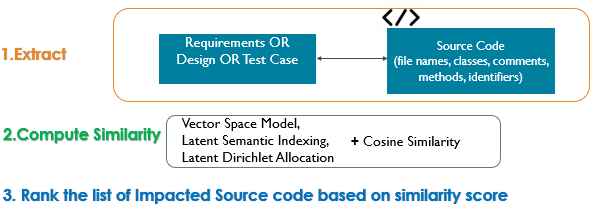 </>
1.Extract
Requirements OR
Design OR Test Case
Source Code
(file names, classes, comments,
methods, identifiers)
2.Compute Similarity
Vector Space Model,
Latent Semantic Indexing,
Latent Dirichlet Allocation
+ Cosine Similarity
3. Rank the list of Impacted Source code based on similarity score